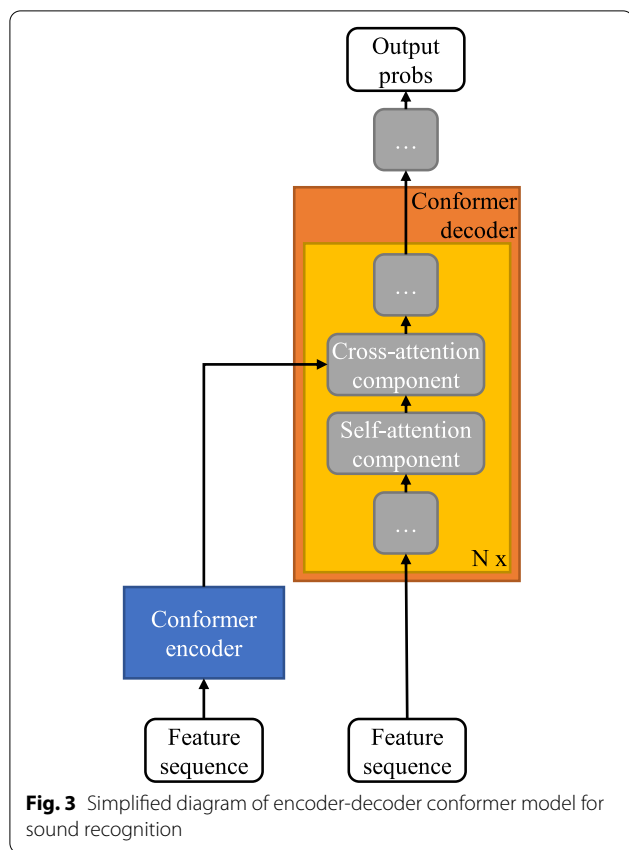 Output
probs
...
Conformer
decoder
...
Cross-attention
component
Self-attention
component
...
N x
Conformer
encoder
Feature
sequence
Feature
sequence
Fig. 3 Simplified diagram of encoder-decoder conformer model for
sound recognition